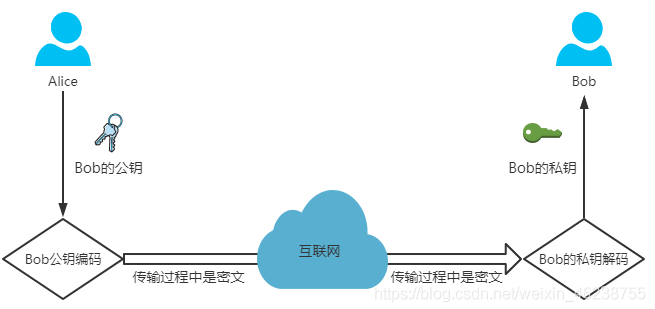 Alice
Bob
Bob的公钥
Bob的私钥
Bob公钥编码
互联网
Bob的私钥解码
传输过程中是密文
传输过程中是密文
https://blog.csdn.net/weixin_46238755